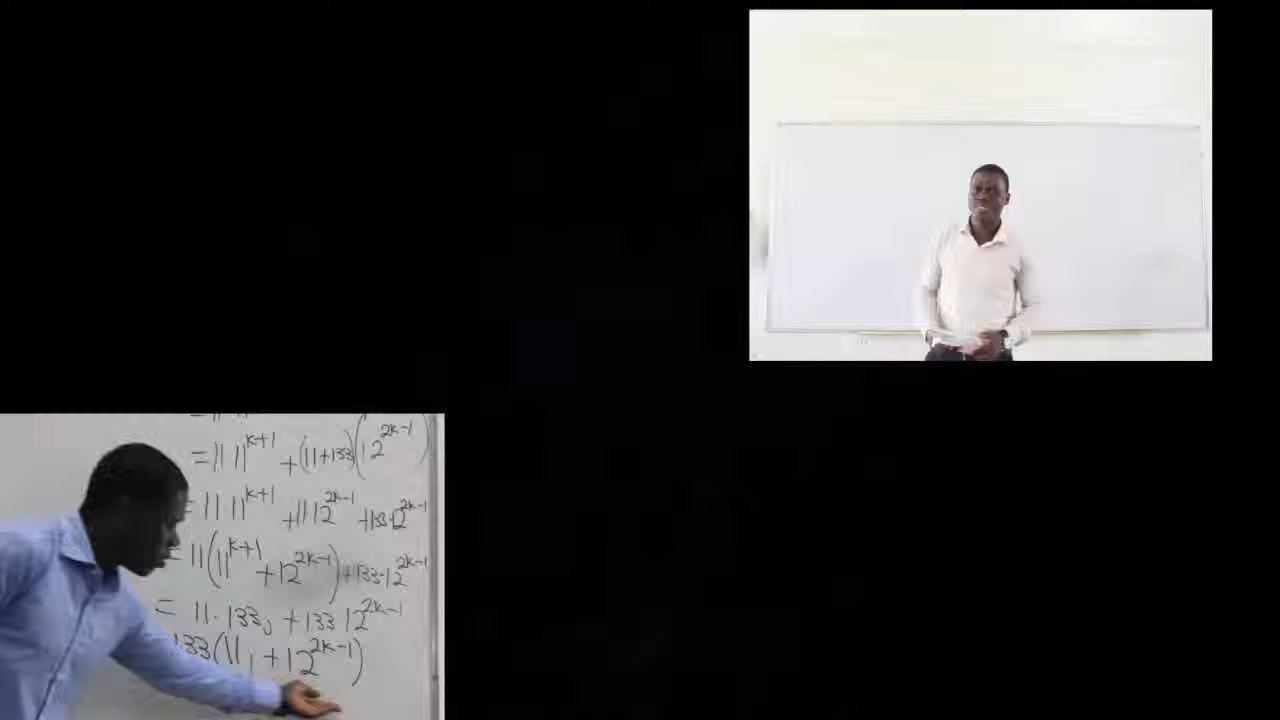 = 11 11^{k+1} + (11+133)(12^{2k-1})
= 11 11^{k+1} + 11 12^{2k-1} + 133·12^{2k-1}
= 11(11^{k+1} + 12^{2k-1}) + 133·12^{2k-1}
= 11·133j + 133 12^{2k-1}
133(11j + 12^{2k-1})